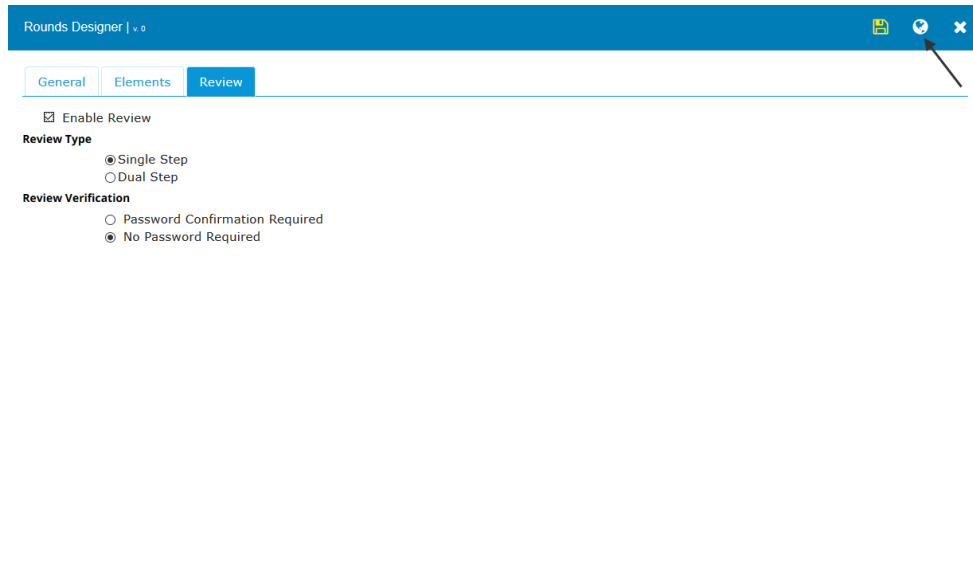 Rounds Designer | v. 0
General Elements Review
Enable Review
Review Type
Single Step
Dual Step
Review Verification
Password Confirmation Required
No Password Required